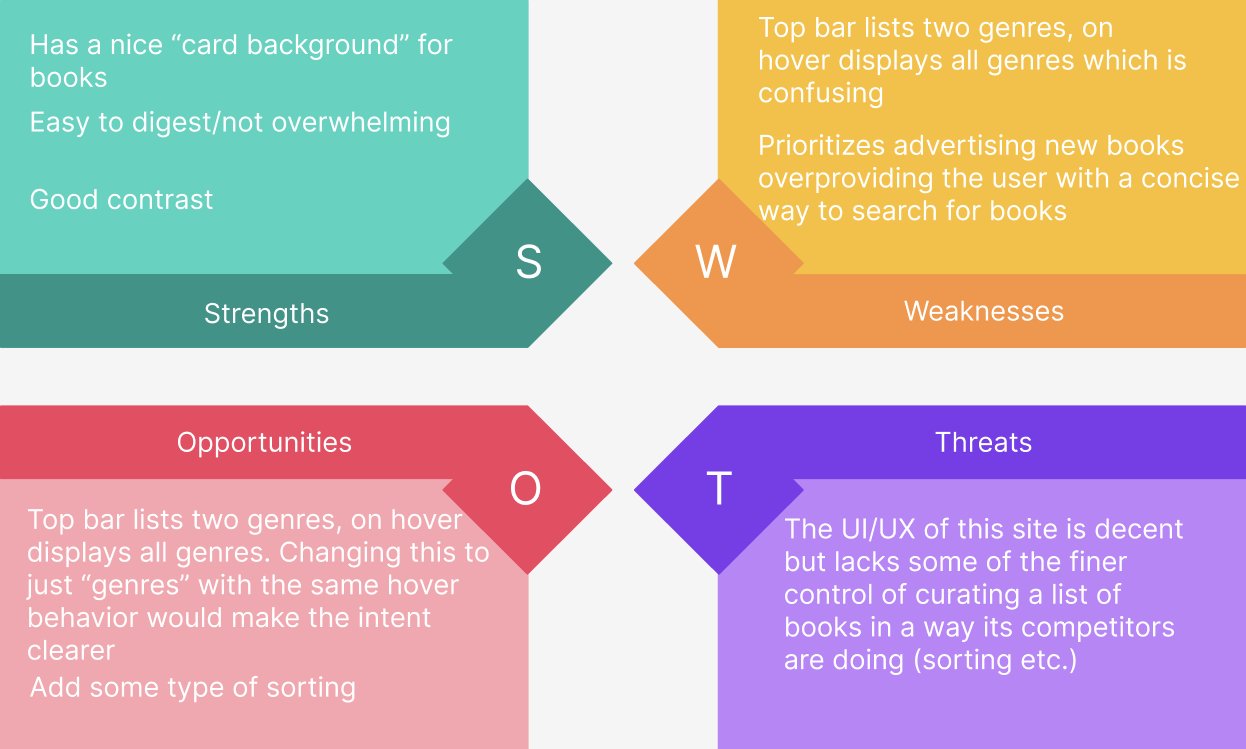 Has a nice “card background” for
books
Easy to digest/not overwhelming
Good contrast
S
Strengths
Top bar lists two genres, on
hover displays all genres which is
confusing
Prioritizes advertising new books
overproviding the user with a concise
way to search for books
W
Weaknesses
Opportunities
O
Top bar lists two genres, on hover
displays all genres. Changing this to
just “genres” with the same hover
behavior would make the intent
clearer
Add some type of sorting
Threats
T
The UI/UX of this site is decent
but lacks some of the finer
control of curating a list of
books in a way its competitors
are doing (sorting etc.)